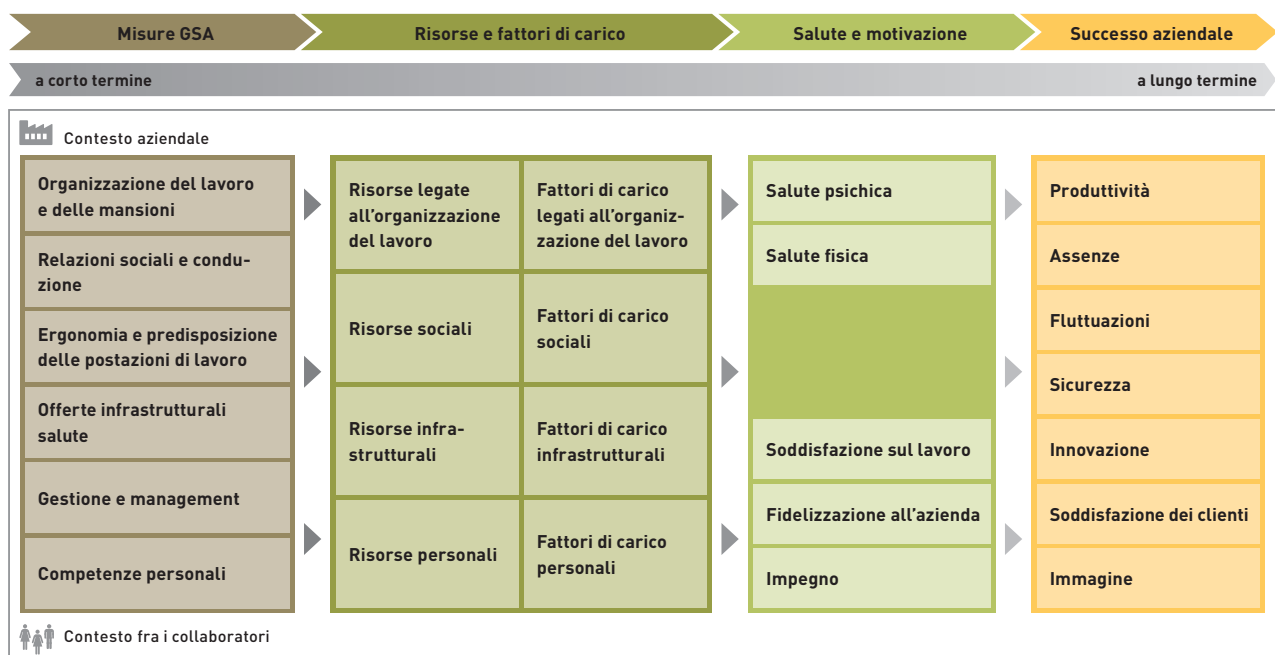 Misure GSA
Risorse e fattori di carico
Salute e motivazione
Successo aziendale
a corto termine
a lungo termine
Contesto aziendale
Organizzazione del lavoro
e delle mansioni
Relazioni sociali e condu-
zione
Ergonomia e predisposizione
delle postazioni di lavoro
Offerte infrastrutturali
salute
Gestione e management
Competenze personali
Risorse legate
all’organizzazione
del lavoro
Fattori di carico
legati all’organiz-
zazione del lavoro
Risorse sociali
Fattori di carico
sociali
Risorse infra-
strutturali
Fattori di carico
infrastrutturali
Risorse personali
Fattori di carico
personali
Salute psichica
Salute fisica
Soddisfazione sul lavoro
Fidelizzazione all’azienda
Impegno
Produttività
Assenze
Fluttuazioni
Sicurezza
Innovazione
Soddisfazione dei clienti
Immagine
Contesto fra i collaboratori